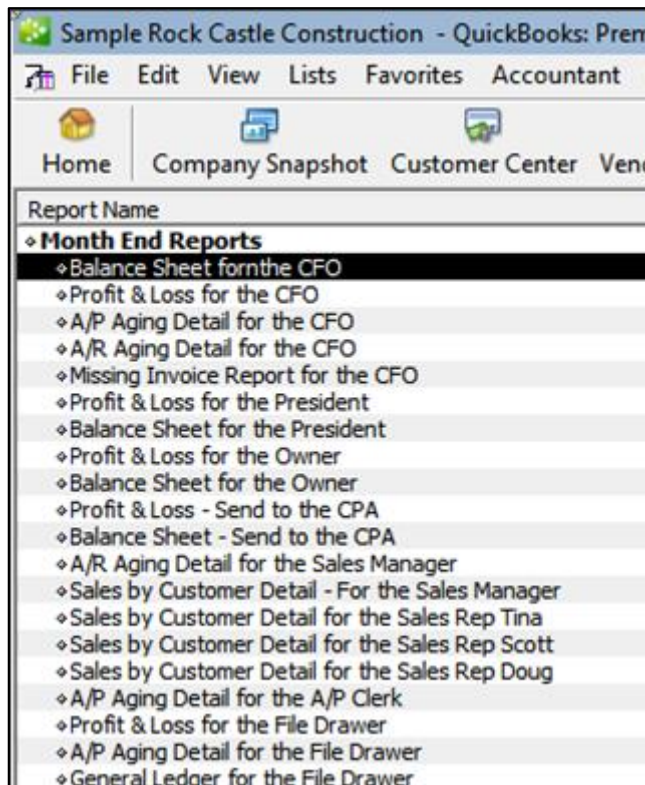 Sample Rock Castle Construction - QuickBooks: Prem
File Edit View Lists Favorites Accountant
Home Company Snapshot Customer Center Vend
Report Name
Month End Reports
Balance Sheet fornthe CFO
Profit & Loss for the CFO
A/P Aging Detail for the CFO
A/R Aging Detail for the CFO
Missing Invoice Report for the CFO
Profit & Loss for the President
Balance Sheet for the President
Profit & Loss for the Owner
Balance Sheet for the Owner
Profit & Loss - Send to the CPA
Balance Sheet - Send to the CPA
A/R Aging Detail for the Sales Manager
Sales by Customer Detail - For the Sales Manager
Sales by Customer Detail for the Sales Rep Tina
Sales by Customer Detail for the Sales Rep Scott
Sales by Customer Detail for the Sales Rep Doug
A/P Aging Detail for the A/P Clerk
Profit & Loss for the File Drawer
A/P Aging Detail for the File Drawer
General Ledger for the File Drawer